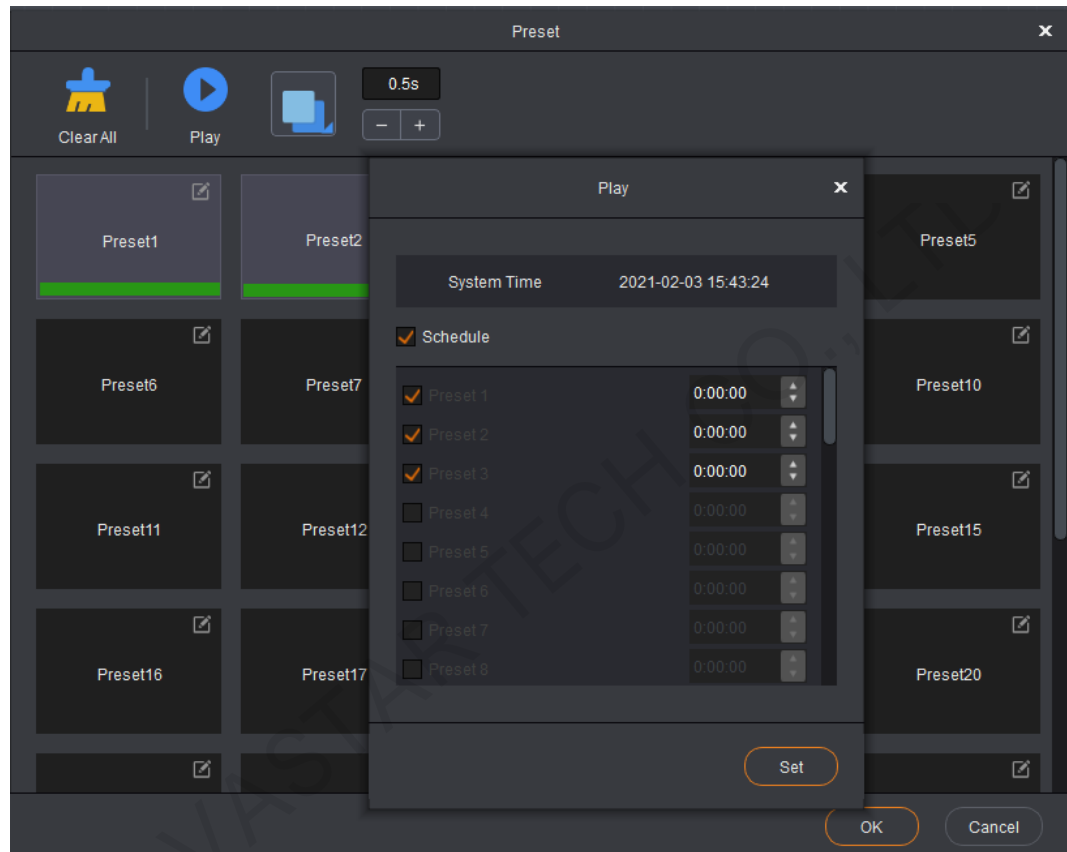 Preset
0.5s
Clear All
Play
- +
Preset1
Preset2
Preset5
Preset6
Preset7
Preset10
Preset11
Preset12
Preset15
Preset16
Preset17
Preset20
Play
System Time 2021-02-03 15:43:24
Schedule
Preset 1 0:00:00
Preset 2 0:00:00
Preset 3 0:00:00
Preset 4 0:00:00
Preset 5 0:00:00
Preset 6 0:00:00
Preset 7 0:00:00
Preset 8 0:00:00
Set
OK Cancel